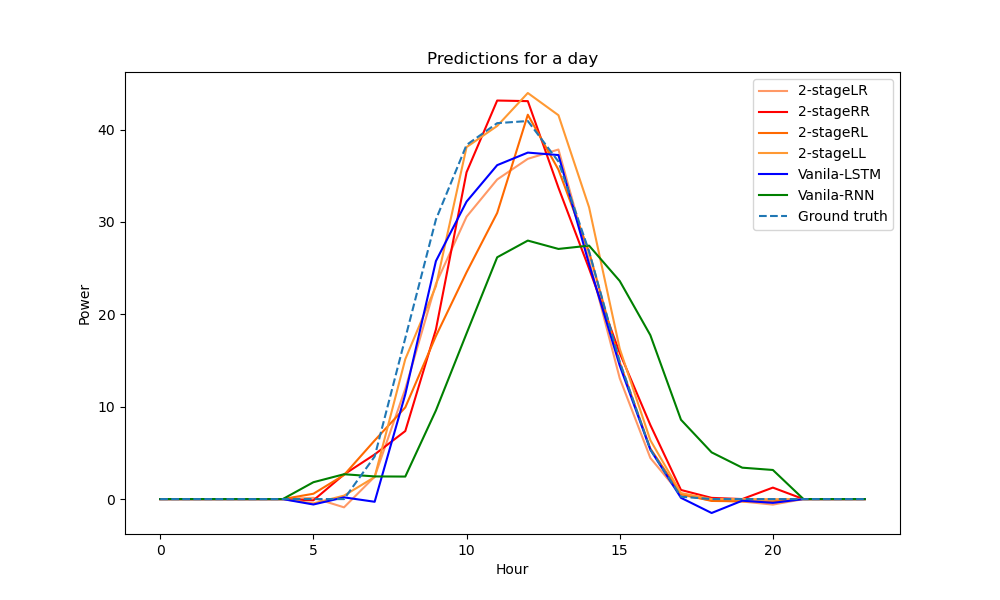 Predictions for a day
2-stageLR
2-stageRR
2-stageRL
2-stageLL
Vanila-LSTM
Vanila-RNN
Ground truth
Power
40
30
20
10
0
0 5 10 15 20
Hour